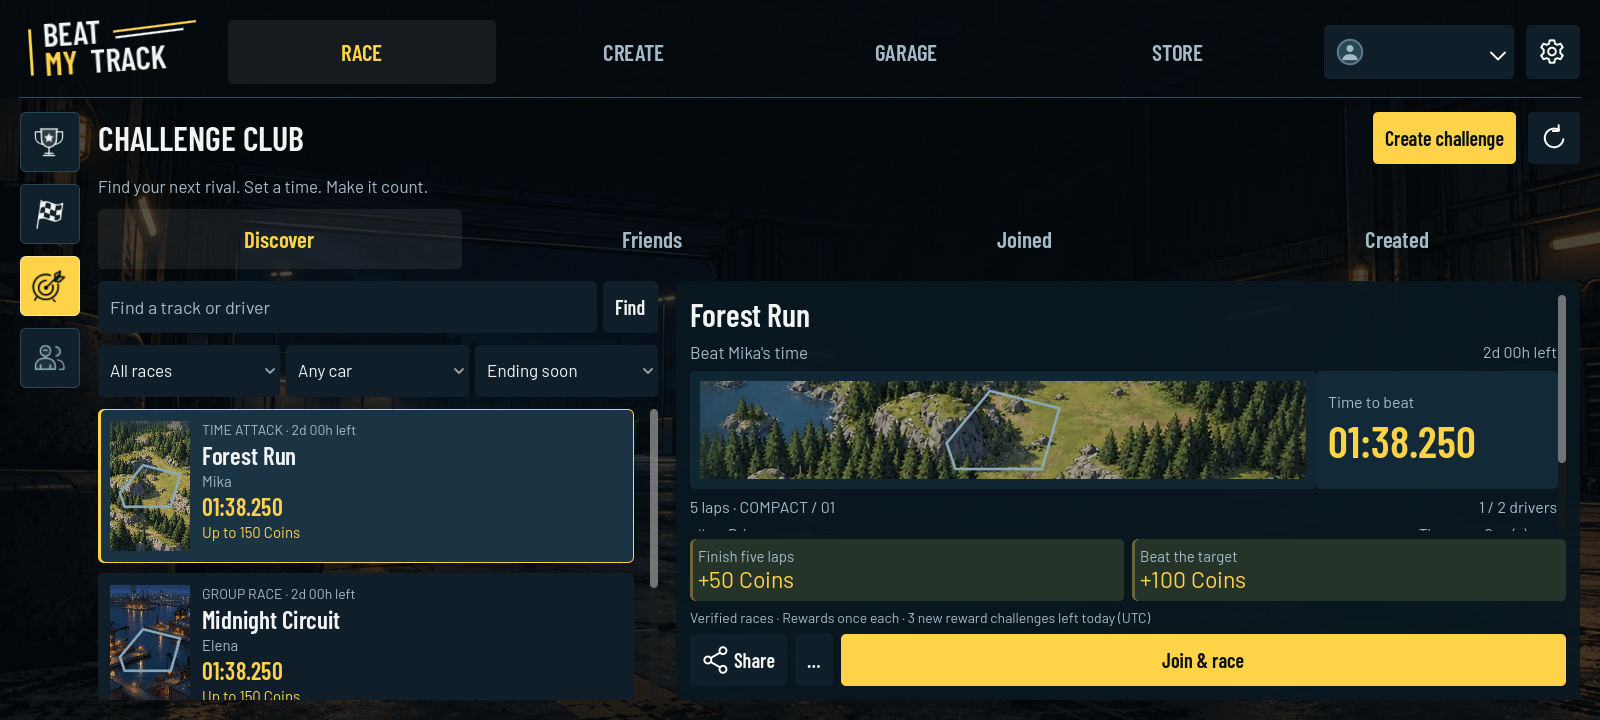 BEAT
MY TRACK
RACE
CREATE
GARAGE
STORE
CHALLENGE CLUB
Create challenge
Find your next rival. Set a time. Make it count.
Discover
Friends
Joined
Created
Find a track or driver
Find
All races
Any car
Ending soon
TIME ATTACK · 2d 00h left
Forest Run
Mika
01:38.250
Up to 150 Coins
GROUP RACE · 2d 00h left
Midnight Circuit
Elena
01:38.250
Up to 150 Coins
Forest Run
Beat Mika's time
2d 00h left
Time to beat
01:38.250
5 laps · COMPACT / 01
1 / 2 drivers
Finish five laps
+50 Coins
Beat the target
+100 Coins
Verified races · Rewards once each · 3 new reward challenges left today (UTC)
Share
...
Join & race